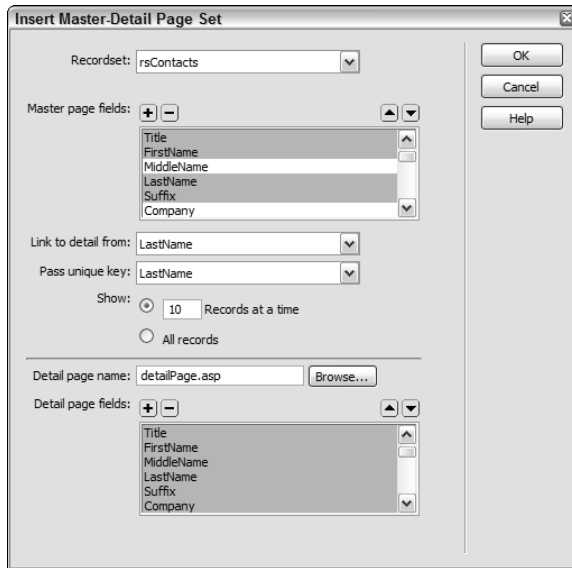 Insert Master-Detail Page Set
Recordset: rsContacts
OK
Cancel
Help
Master page fields:
Title
FirstName
MiddleName
LastName
Suffix
Company
Link to detail from: LastName
Pass unique key: LastName
Show: 10 Records at a time
All records
Detail page name: detailPage.asp Browse...
Detail page fields:
Title
FirstName
MiddleName
LastName
Suffix
Company